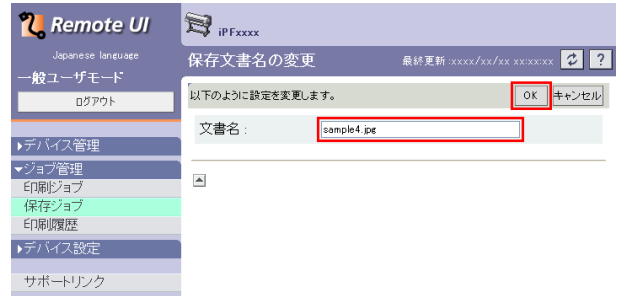 Remote UI
Japanese language
一般ユーザモード
ログアウト
▶デバイス管理
▼ジョブ管理
印刷ジョブ
保存ジョブ
印刷履歴
▶デバイス設定
サポートリンク
iPFxxxx
保存文書名の変更
最終更新:xxxx/xx/xx xx:xx:xx
?
以下のように設定を変更します。
OK
キャンセル
文書名 :
sample4.jpg